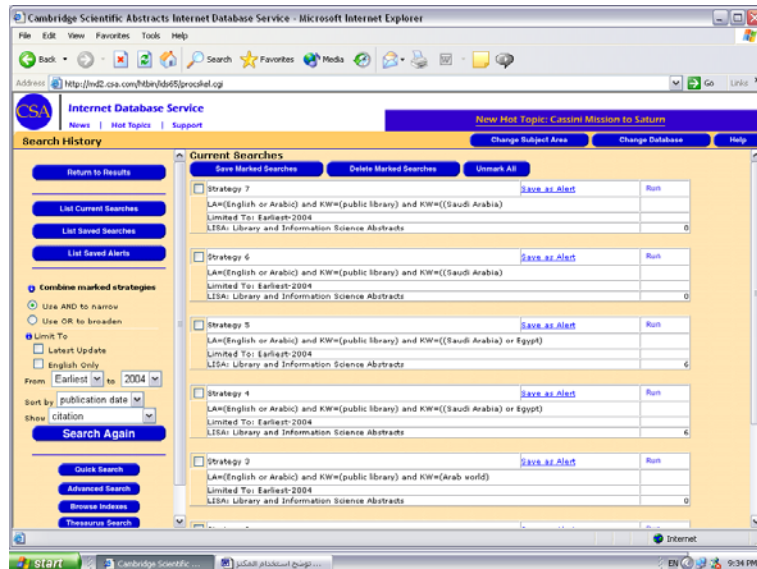 Cambridge Scientific Abstracts Internet Database Service - Microsoft Internet Explorer
File Edit View Favorites Tools Help
Back Search Favorites Media
Address http://md2.csa.com/htbin/ids65/procskel.cgi Go Links
CSA Internet Database Service
News | Hot Topics | Support
New Hot Topic: Cassini Mission to Saturn
Search History Change Subject Area Change Database Help
Return to Results
List Current Searches
List Saved Searches
List Saved Alerts
Combine marked strategies
Use AND to narrow
Use OR to broaden
Limit To
Latest Update
English Only
From Earliest to 2004
Sort by publication date
Show citation
Search Again
Quick Search
Advanced Search
Browse Indexes
Thesaurus Search
Current Searches
Save Marked Searches Delete Marked Searches Unmark All
Strategy 7 Save as Alert Run
LA=(English or Arabic) and KW=(public library) and KW=((Saudi Arabia)
Limited To: Earliest-2004
LISA: Library and Information Science Abstracts 0
Strategy 6 Save as Alert Run
LA=(English or Arabic) and KW=(public library) and KW=((Saudi Arabia)
Limited To: Earliest-2004
LISA: Library and Information Science Abstracts 0
Strategy 5 Save as Alert Run
LA=(English or Arabic) and KW=(public library) and KW=((Saudi Arabia) or Egypt)
Limited To: Earliest-2004
LISA: Library and Information Science Abstracts 6
Strategy 4 Save as Alert Run
LA=(English or Arabic) and KW=(public library) and KW=((Saudi Arabia) or Egypt)
Limited To: Earliest-2004
LISA: Library and Information Science Abstracts 6
Strategy 3 Save as Alert Run
LA=(English or Arabic) and KW=(public library) and KW=(Arab world)
Limited To: Earliest-2004
LISA: Library and Information Science Abstracts 0
Internet
start Cambridge Scientific ... توضح استخدام المكنز... EN 9:34 PM